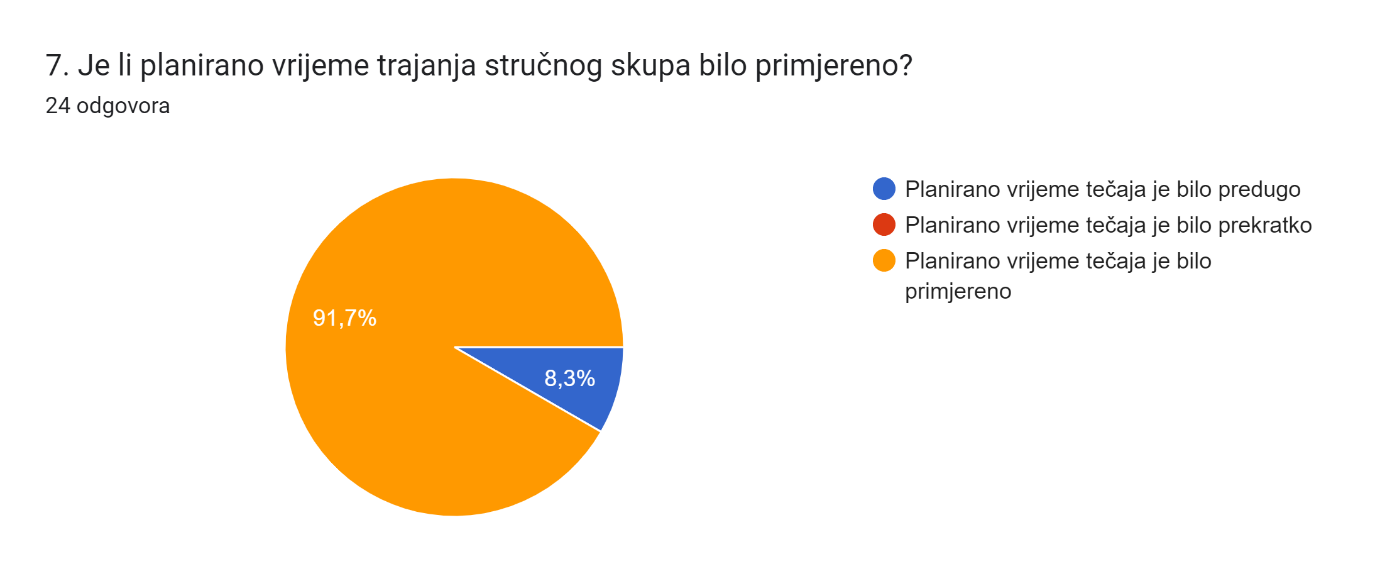 7. Je li planirano vrijeme trajanja stručnog skupa bilo primjereno?
24 odgovora
Planirano vrijeme tečaja je bilo predugo
Planirano vrijeme tečaja je bilo prekratko
Planirano vrijeme tečaja je bilo
primjereno
91,7%
8,3%